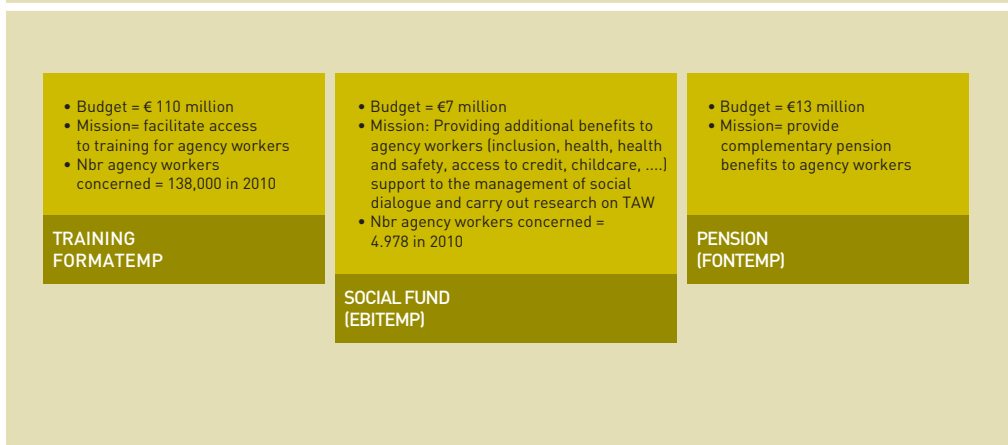 • Budget = € 110 million
• Mission= facilitate access
to training for agency workers
• Nbr agency workers
concerned = 138,000 in 2010
TRAINING
FORMATEMP
• Budget = €7 million
• Mission: Providing additional benefits to
agency workers (inclusion, health, health
and safety, access to credit, childcare, ....)
support to the management of social
dialogue and carry out research on TAW
• Nbr agency workers concerned =
4.978 in 2010
SOCIAL FUND
(EBITEMP)
• Budget = €13 million
• Mission= provide
complementary pension
benefits to agency workers
PENSION
(FONTEMP)